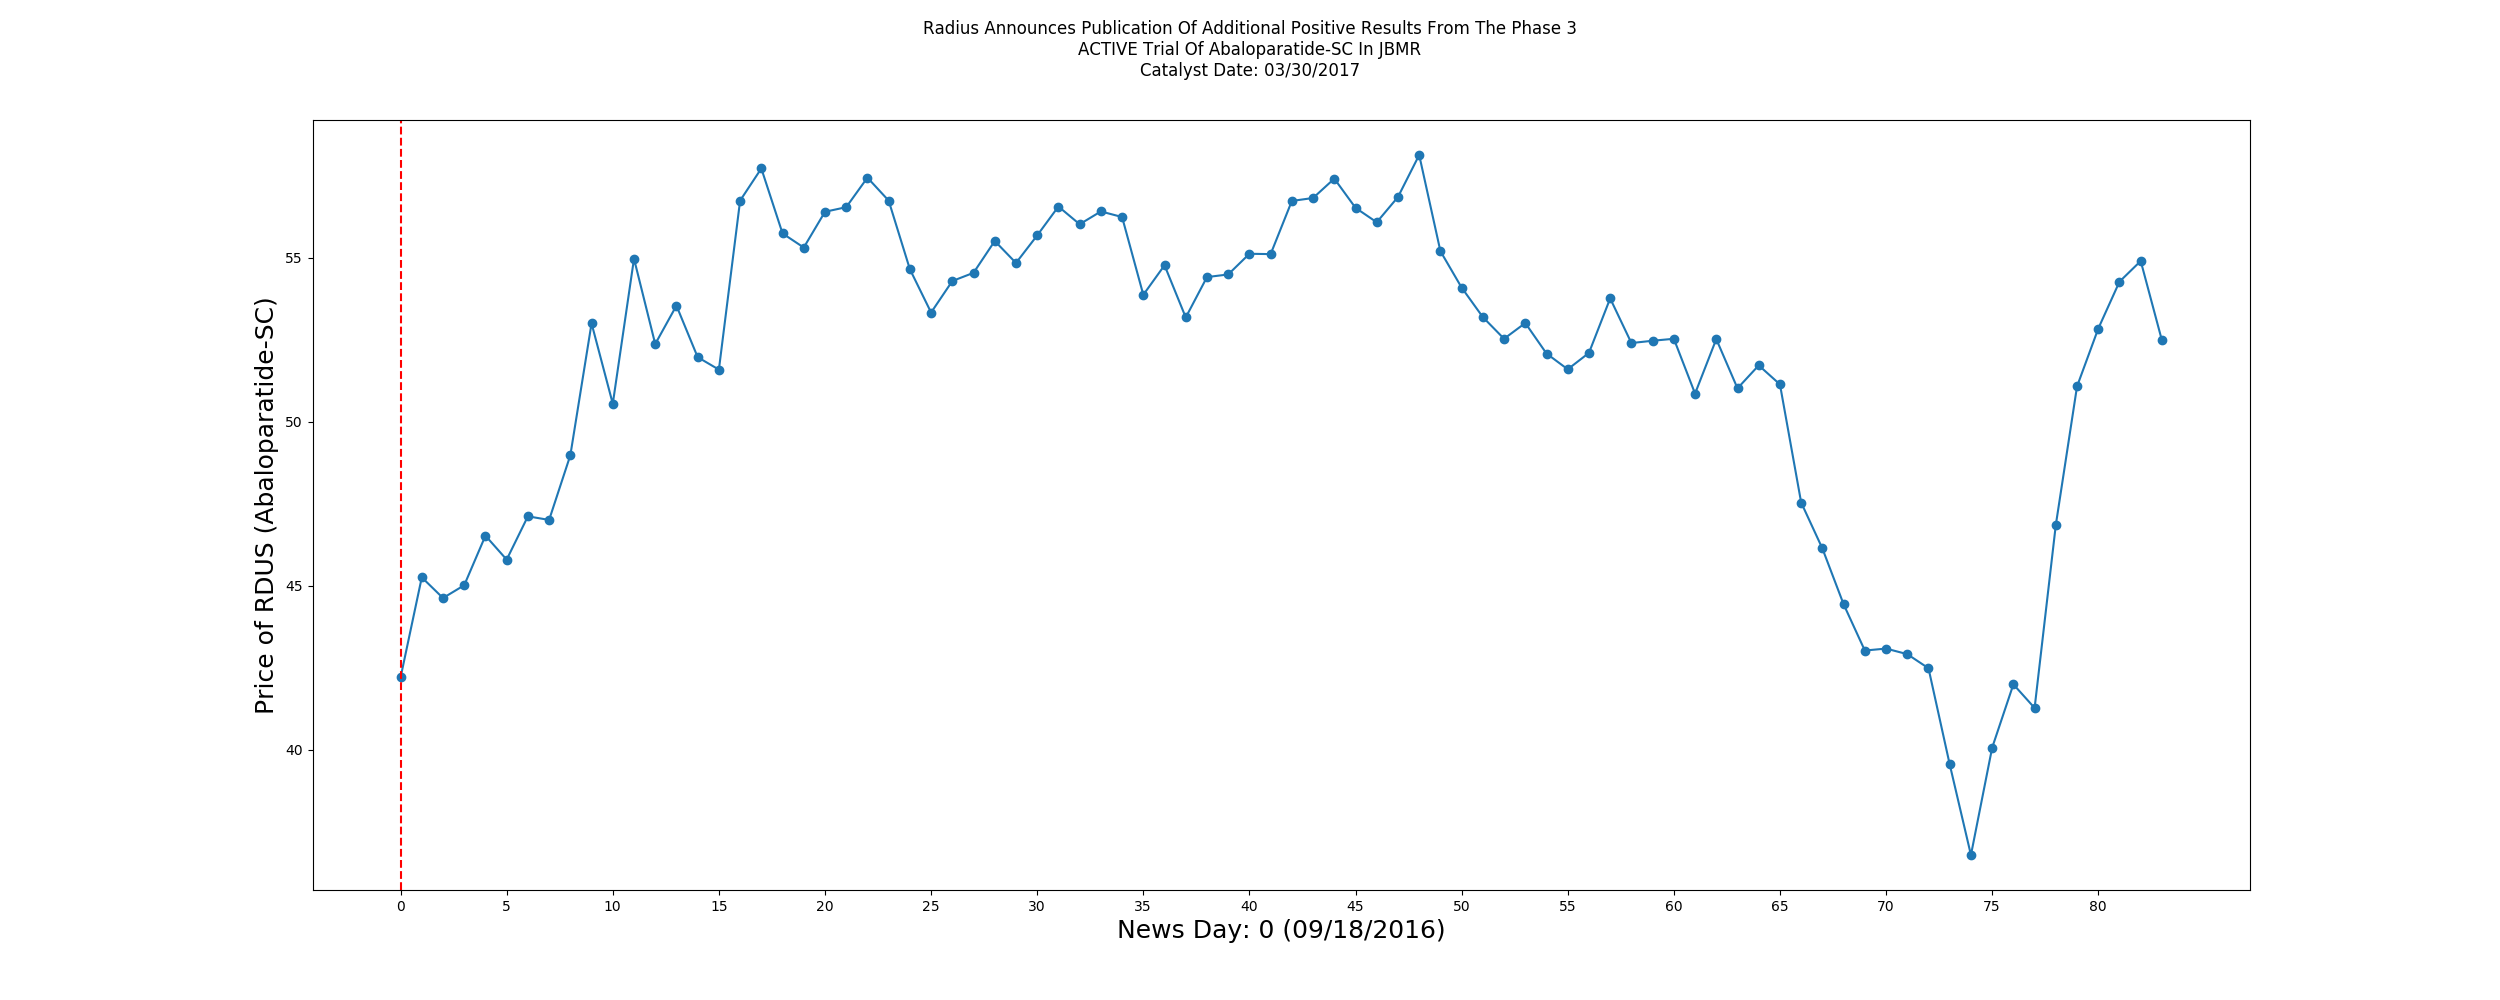 Radius Announces Publication Of Additional Positive Results From The Phase 3
ACTIVE Trial Of Abaloparatide-SC In JBMR
Catalyst Date: 03/30/2017
Price of RDUS (Abaloparatide-SC)
55
50
45
40
0 5 10 15 20 25 30 35 40 45 50 55 60 65 70 75 80
News Day: 0 (09/18/2016)